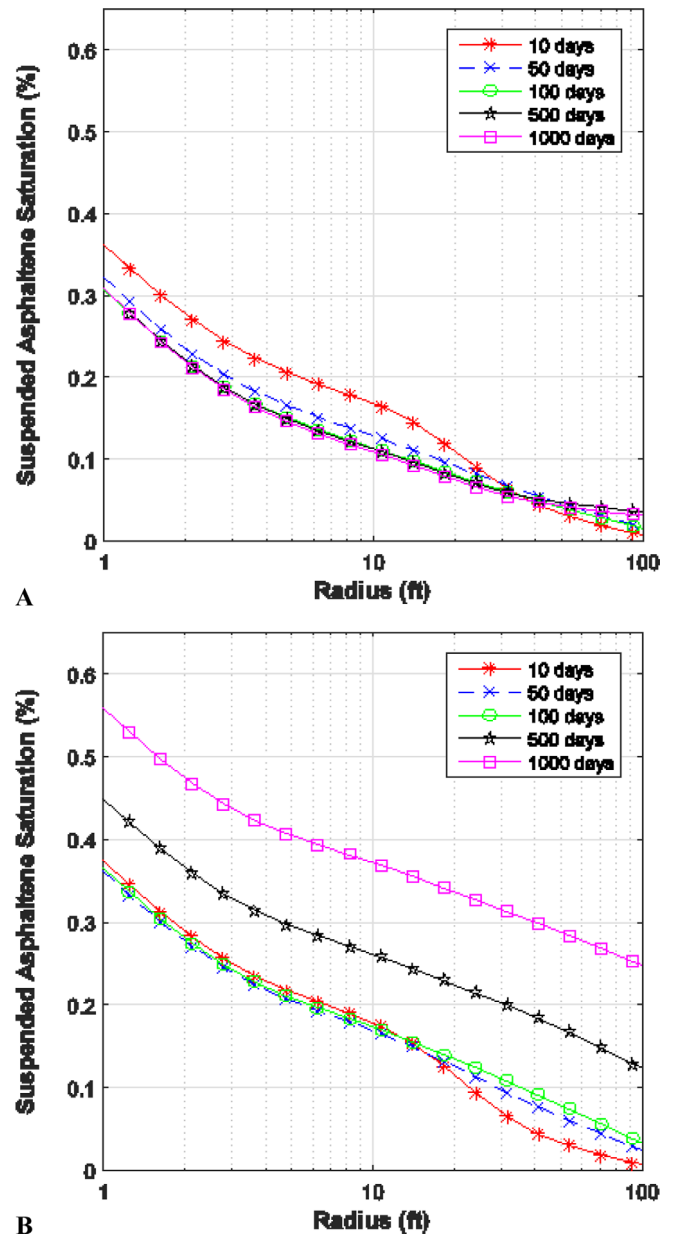 0.6
0.5
0.4
0.3
0.2
0.1
0
Suspended Asphaltene Saturation (%)
10 days
50 days
100 days
500 days
1000 days
1
10
100
Radius (ft)
A
0.6
0.5
0.4
0.3
0.2
0.1
0
Suspended Asphaltene Saturation (%)
10 days
50 days
100 days
500 days
1000 days
1
10
100
Radius (ft)
B